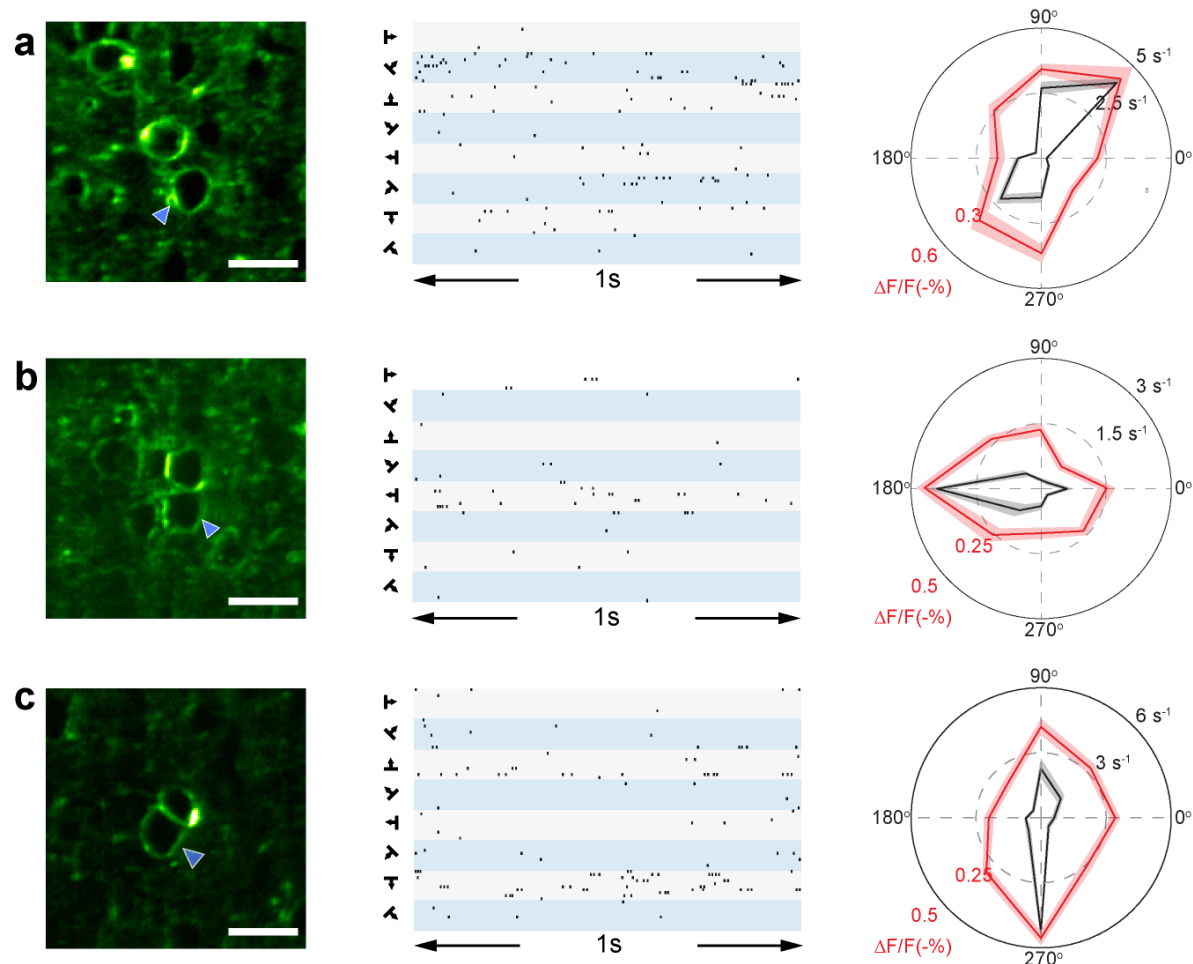 a
1s
90°
5 s⁻¹
2.5 s⁻¹
180°
0°
0.3
0.6
ΔF/F(-%)
270°
b
1s
90°
3 s⁻¹
1.5 s⁻¹
180°
0°
0.25
0.5
ΔF/F(-%)
270°
c
1s
90°
6 s⁻¹
3 s⁻¹
180°
0°
0.25
0.5
ΔF/F(-%)
270°